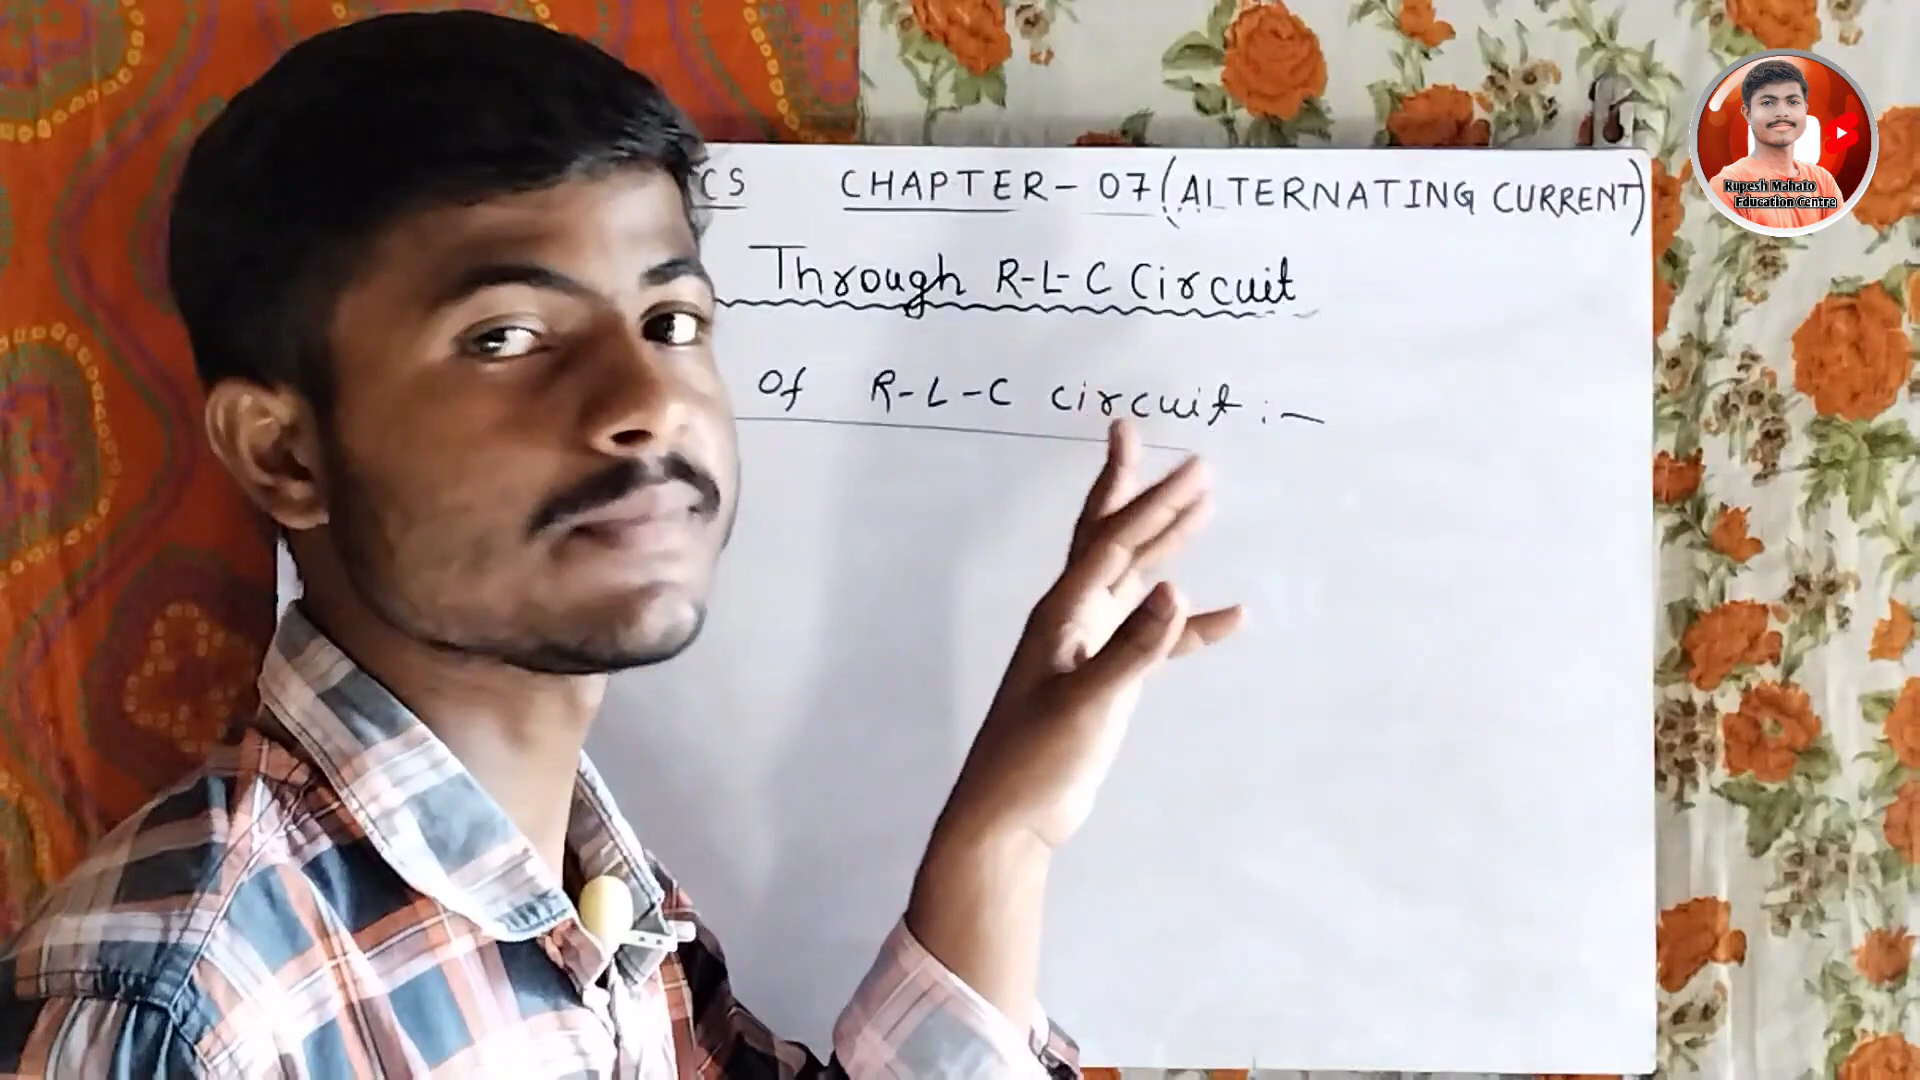 CS CHAPTER-07 (ALTERNATING CURRENT)
Through R-L-C Circuit
Of R-L-C circuit :-
Rupesh Mahato
Education Centre